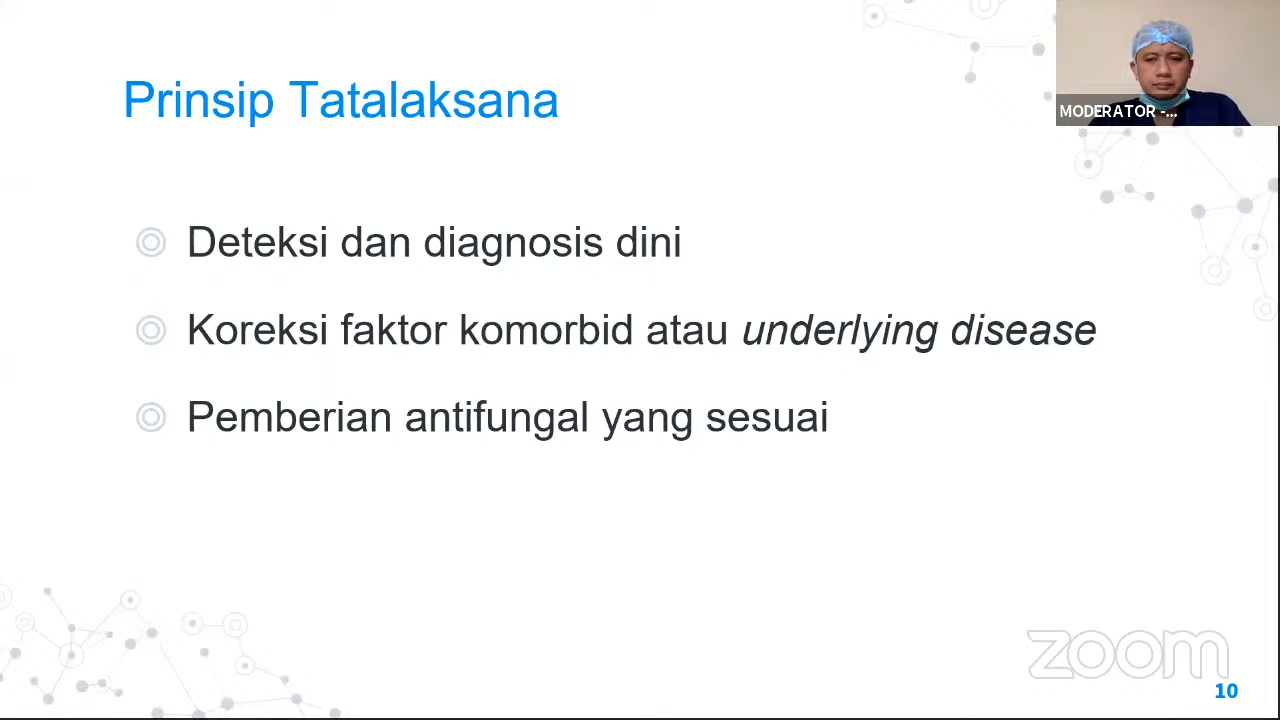 Prinsip Tatalaksana
MODERATOR -...
Deteksi dan diagnosis dini
Koreksi faktor komorbid atau underlying disease
Pemberian antifungal yang sesuai
zoom
10